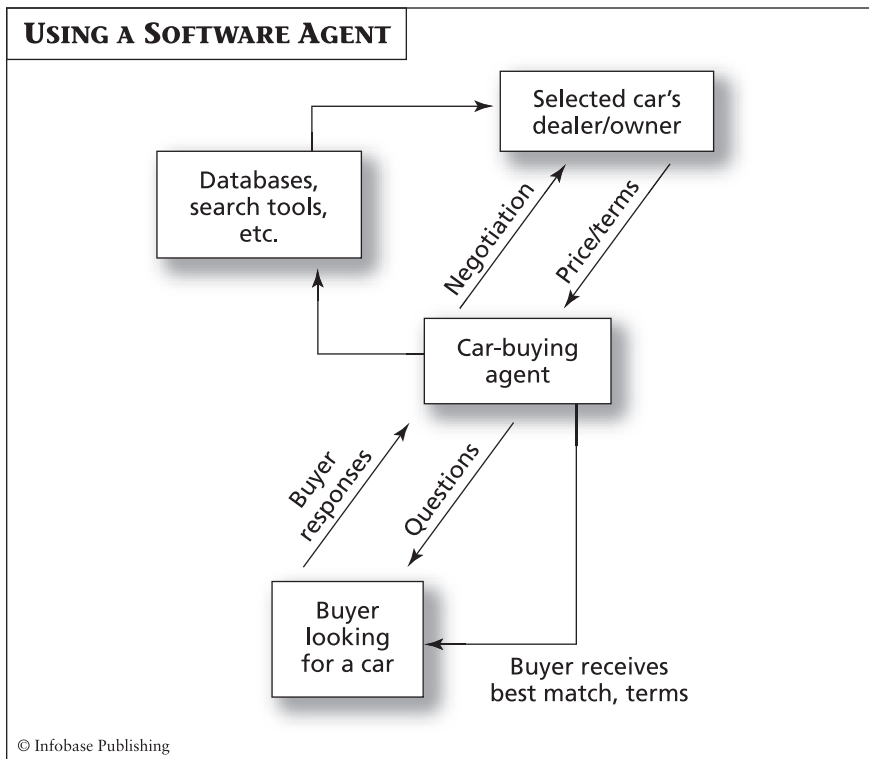 USING A SOFTWARE AGENT
Selected car's
dealer/owner
Databases,
search tools,
etc.
Negotiation
Price/terms
Car-buying
agent
Buyer
responses
Questions
Buyer
looking
for a car
Buyer receives
best match, terms
© Infobase Publishing